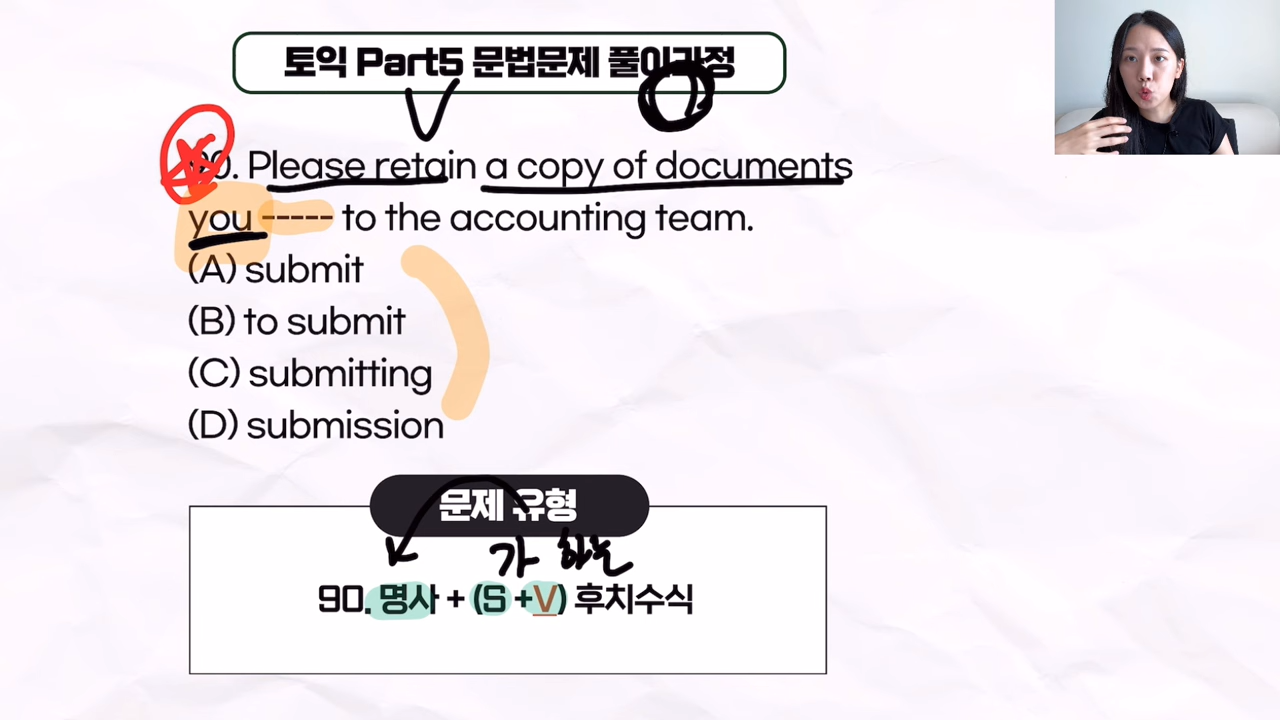 토익 Part5 문법문제 풀이과정
90. Please retain a copy of documents
you ----- to the accounting team.
(A) submit
(B) to submit
(C) submitting
(D) submission
문제 유형
가 하는
90. 명사 + (S +V) 후치수식